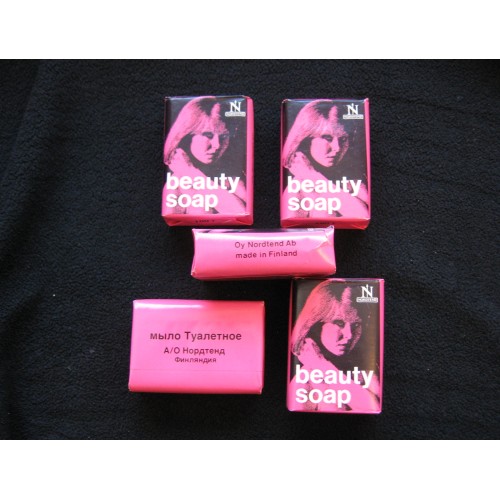 beauty
soap
beauty
soap
Oy Nordtend Ab
made in Finland
мыло Туалетное
А/О Нордтенд
Финляндия
beauty
soap